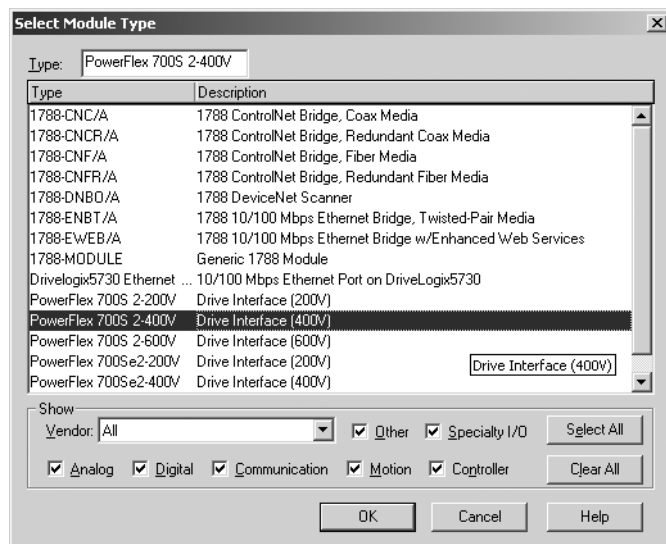 Select Module Type
Type: PowerFlex 700S 2-400V
Type Description
1788-CNC/A 1788 ControlNet Bridge, Coax Media
1788-CNCR/A 1788 ControlNet Bridge, Redundant Coax Media
1788-CNF/A 1788 ControlNet Bridge, Fiber Media
1788-CNFR/A 1788 ControlNet Bridge, Redundant Fiber Media
1788-DNBO/A 1788 DeviceNet Scanner
1788-ENBT/A 1788 10/100 Mbps Ethernet Bridge, Twisted-Pair Media
1788-EWEB/A 1788 10/100 Mbps Ethernet Bridge w/Enhanced Web Services
1788-MODULE Generic 1788 Module
Drivelogix5730 Ethernet ... 10/100 Mbps Ethernet Port on DriveLogix5730
PowerFlex 700S 2-200V Drive Interface (200V)
PowerFlex 700S 2-400V Drive Interface (400V)
PowerFlex 700S 2-600V Drive Interface (600V)
PowerFlex 700Se2-200V Drive Interface (200V)
Drive Interface (400V)
PowerFlex 700Se2-400V Drive Interface (400V)
Show
Vendor: All Other Specialty I/O Select All
Analog Digital Communication Motion Controller Clear All
OK Cancel Help